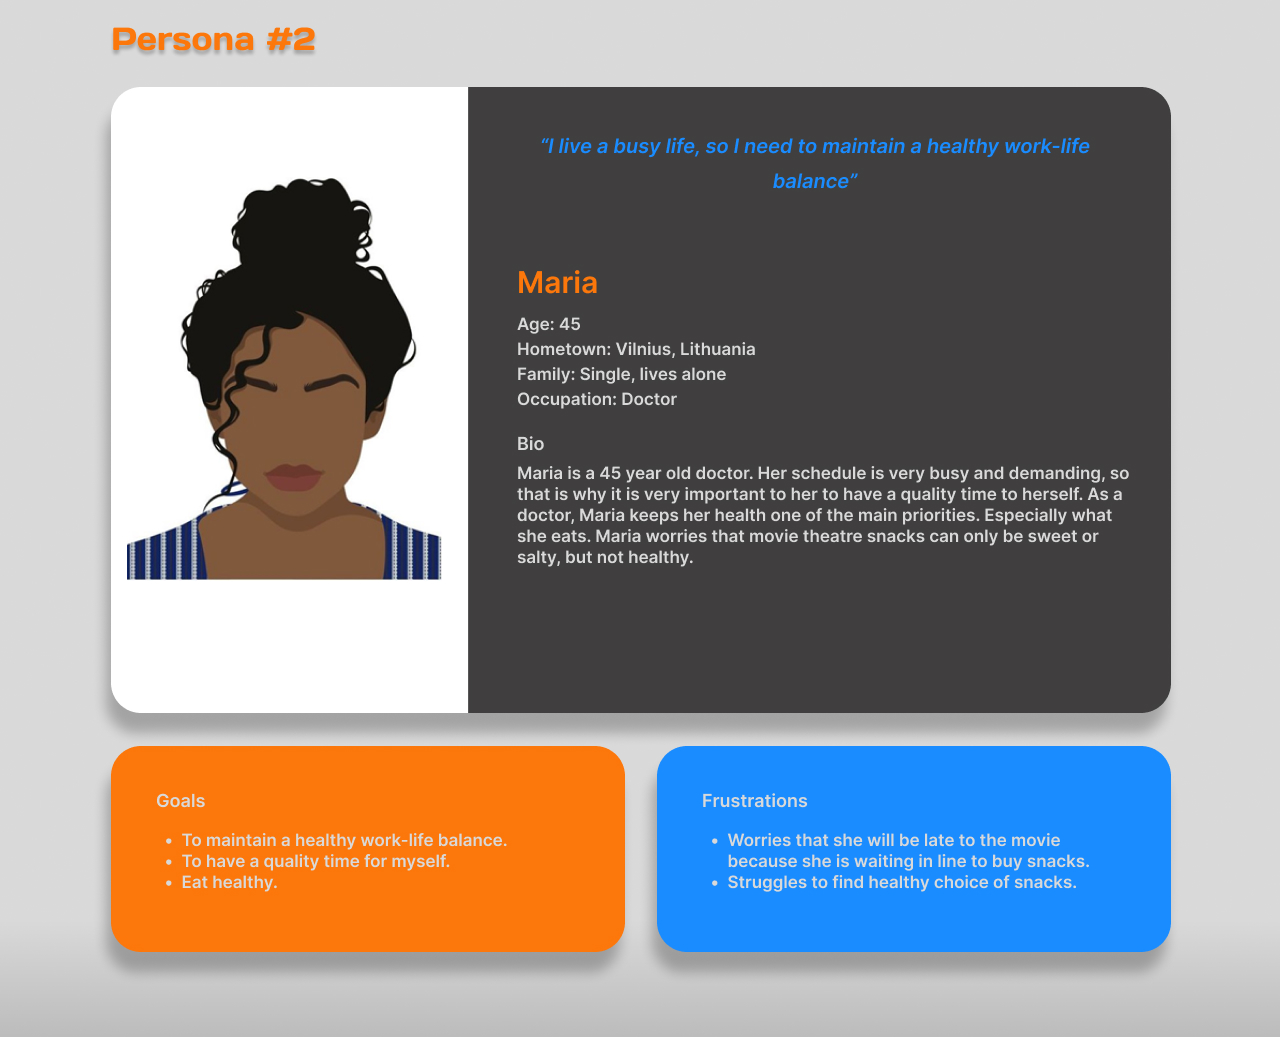 Persona #2
“I live a busy life, so I need to maintain a healthy work-life
balance”
Maria
Age: 45
Hometown: Vilnius, Lithuania
Family: Single, lives alone
Occupation: Doctor
Bio
Maria is a 45 year old doctor. Her schedule is very busy and demanding, so
that is why it is very important to her to have a quality time to herself. As a
doctor, Maria keeps her health one of the main priorities. Especially what
she eats. Maria worries that movie theatre snacks can only be sweet or
salty, but not healthy.
Goals
• To maintain a healthy work-life balance.
• To have a quality time for myself.
• Eat healthy.
Frustrations
• Worries that she will be late to the movie
because she is waiting in line to buy snacks.
• Struggles to find healthy choice of snacks.